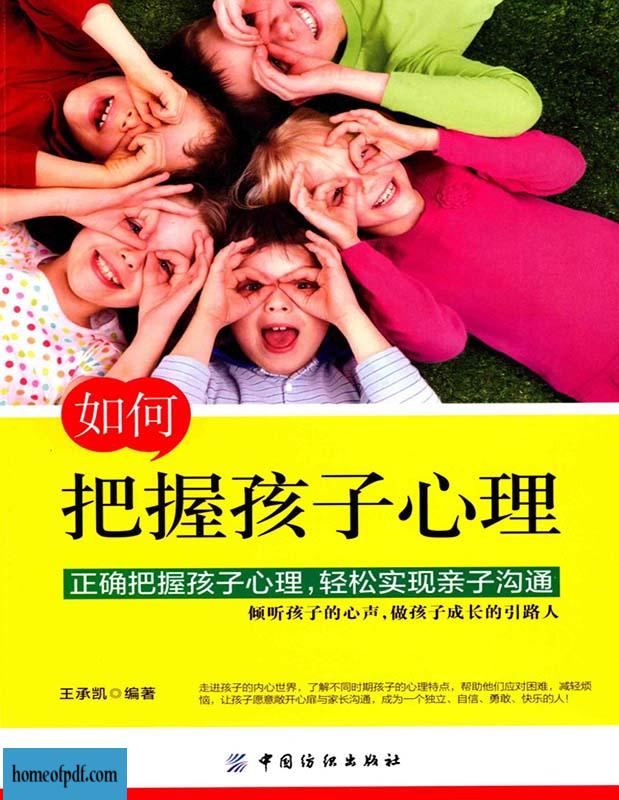 如何
把握孩子心理
正确把握孩子心理，轻松实现亲子沟通
倾听孩子的心声，做孩子成长的引路人
王承凯◎编著
走进孩子的内心世界，了解不同时期孩子的心理特点，帮助他们应对困难，减轻烦
恼，让孩子愿意敞开心扉与家长沟通，成为一个独立、自信、勇敢、快乐的人！
中国纺织出版社
homeofpdf.com